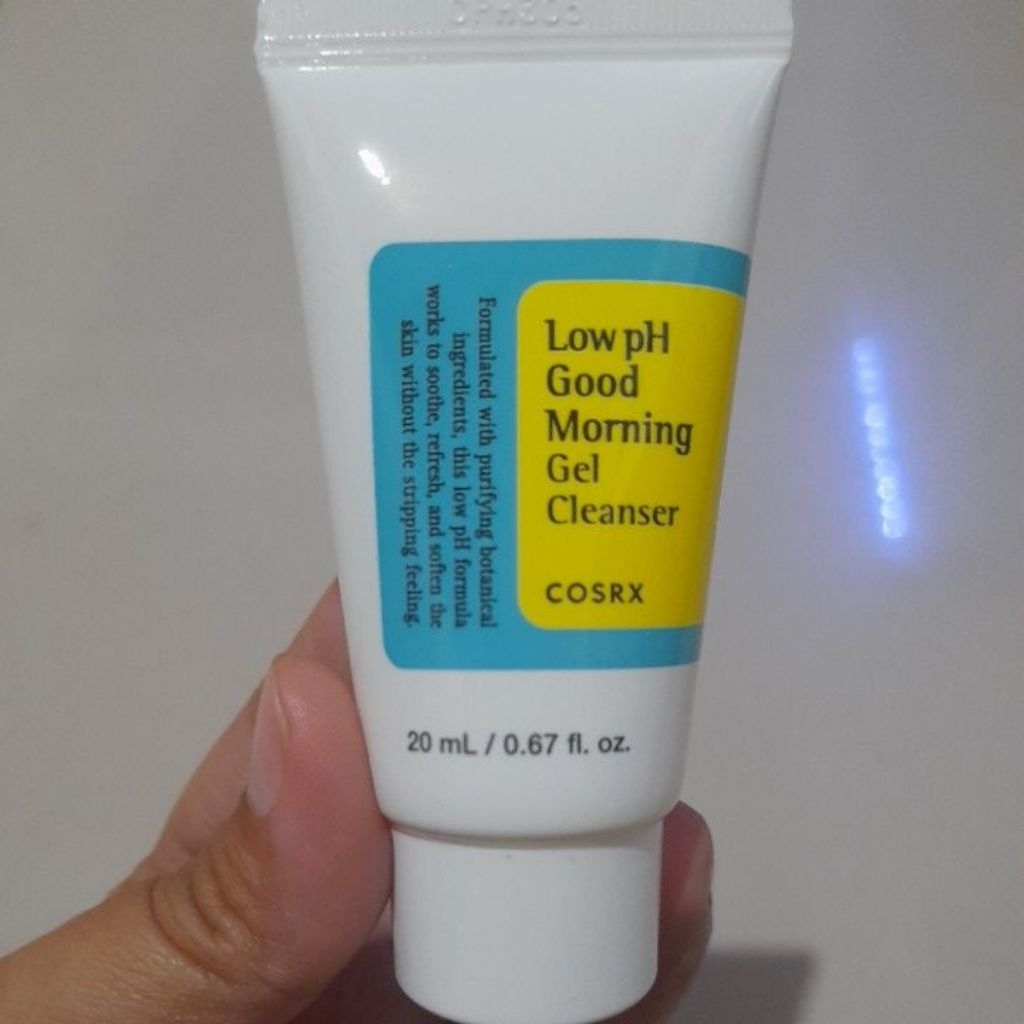 Low pH
Good
Morning
Gel
Cleanser
COSRX
Formulated with purifying botanical
ingredients, this low pH formula
works to soothe, refresh, and soften the
skin without the stripping feeling.
20 mL / 0.67 fl. oz.